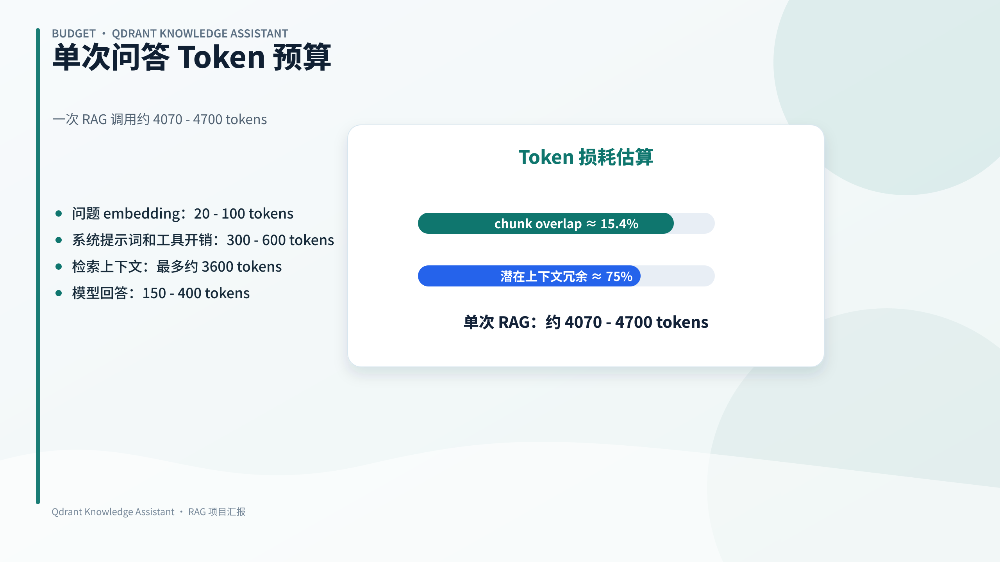 BUDGET · QDRANT KNOWLEDGE ASSISTANT
单次问答 Token 预算
一次 RAG 调用约 4070 - 4700 tokens
• 问题 embedding：20 - 100 tokens
• 系统提示词和工具开销：300 - 600 tokens
• 检索上下文：最多约 3600 tokens
• 模型回答：150 - 400 tokens
Token 损耗估算
chunk overlap ≈ 15.4%
潜在上下文冗余 ≈ 75%
单次 RAG：约 4070 - 4700 tokens
Qdrant Knowledge Assistant · RAG 项目汇报